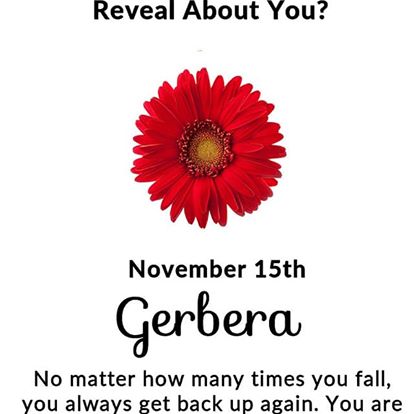 Reveal About You?
November 15th
Gerbera
No matter how many times you fall,
you always get back up again. You are